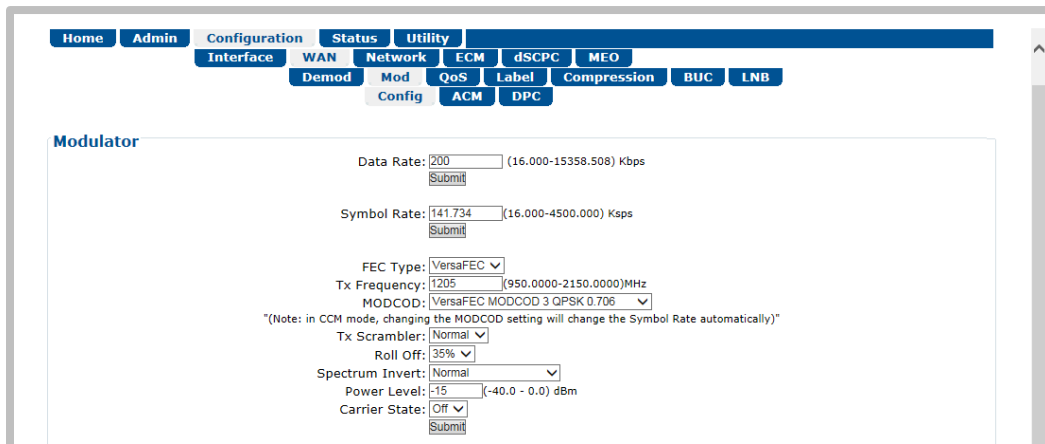 Home Admin Configuration Status Utility
Interface WAN Network ECM dSCPC MEO
Demod Mod QoS Label Compression BUC LNB
Config ACM DPC
Modulator
Data Rate: 200 (16.000-15358.508) Kbps
Submit
Symbol Rate: 141.734 (16.000-4500.000) Ksps
Submit
FEC Type: VersaFEC
Tx Frequency: 1205 (950.0000-2150.0000)MHz
MODCOD: VersaFEC MODCOD 3 QPSK 0.706
"(Note: in CCM mode, changing the MODCOD setting will change the Symbol Rate automatically)"
Tx Scrambler: Normal
Roll Off: 35%
Spectrum Invert: Normal
Power Level: -15 (-40.0 - 0.0) dBm
Carrier State: Off
Submit